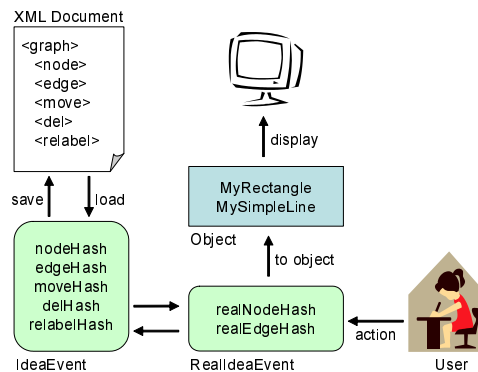 XML Document
<graph>
<node>
<edge>
<move>
<del>
<relabel>
save
load
display
MyRectangle
MySimpleLine
Object
to object
nodeHash
edgeHash
moveHash
delHash
relabelHash
IdeaEvent
realNodeHash
realEdgeHash
RealIdeaEvent
action
User